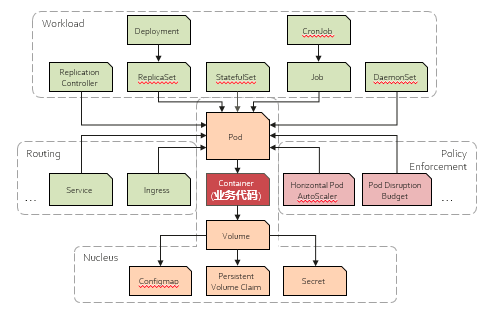 Workload
Deployment
CronJob
Replication
Controller
ReplicaSet
StatefulSet
Job
DaemonSet
Pod
Routing
Policy
Enforcement
Service
Ingress
Container
(业务代码)
Horizontal Pod
AutoScaler
Pod Disruption
Budget
...
...
Volume
Nucleus
Configmap
Persistent
Volume Claim
Secret